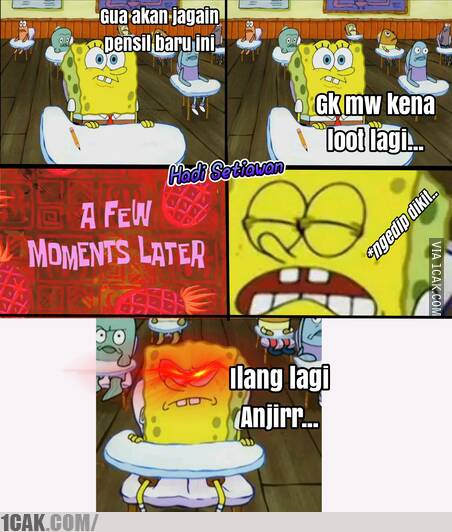 Gua akan jagain
pensil baru ini
Gk mw kena
loot lagi...
Hadi Setiawan
A FEW
MOMENTS LATER
*ngedip dikit...
VIA 1CAK.COM
Ilang lagi
Anjirr...
1CAK.COM/